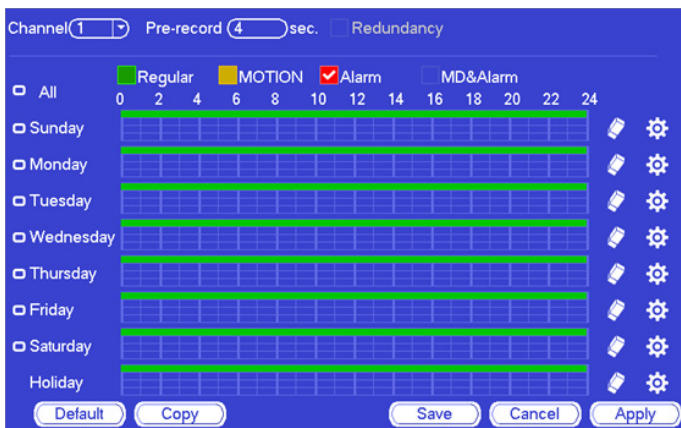 Channel 1 Pre-record 4 sec. Redundancy
Regular MOTION Alarm MD&Alarm
All 0 2 4 6 8 10 12 14 16 18 20 22 24
Sunday
Monday
Tuesday
Wednesday
Thursday
Friday
Saturday
Holiday
Default Copy Save Cancel Apply